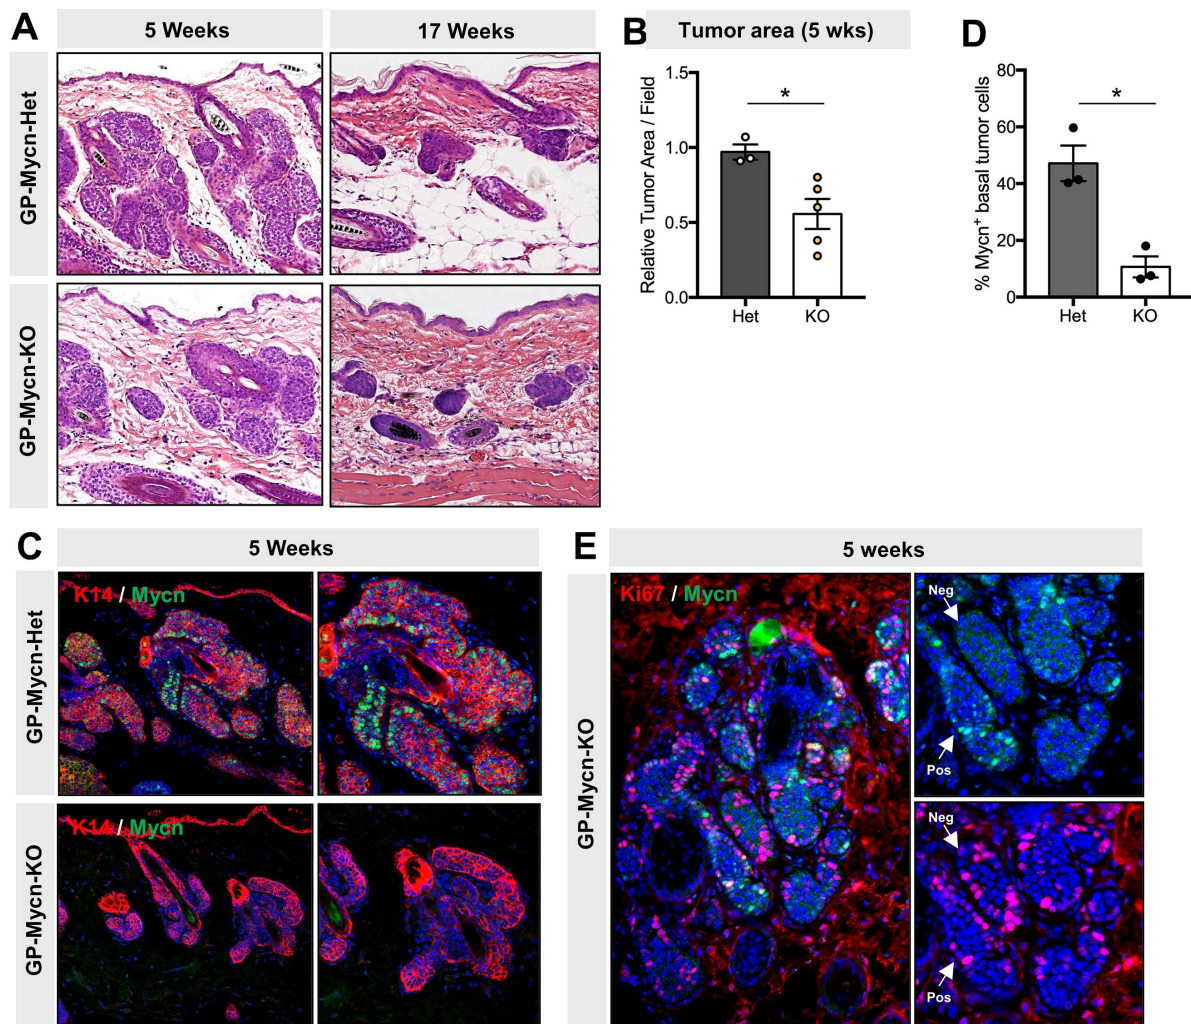 A
5 Weeks
17 Weeks
GP-Mycn-Het
GP-Mycn-KO
B
Tumor area (5 wks)
Relative Tumor Area / Field
1.5
1.0
0.5
0.0
*
Het
KO
D
% Mycn⁺ basal tumor cells
80
60
40
20
0
*
Het
KO
C
5 Weeks
GP-Mycn-Het
K14 / Mycn
GP-Mycn-KO
K14 / Mycn
E
5 weeks
GP-Mycn-KO
Ki67 / Mycn
Neg
Pos
Neg
Pos